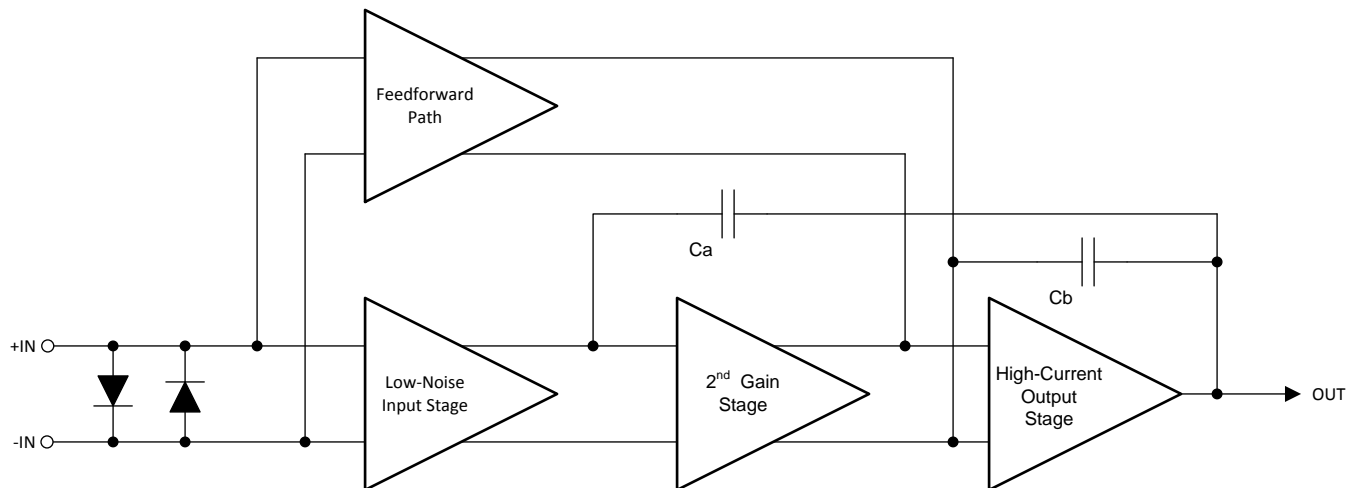 Feedforward
Path
Ca
Cb
+IN
-IN
Low-Noise
Input Stage
2nd Gain
Stage
High-Current
Output
Stage
OUT